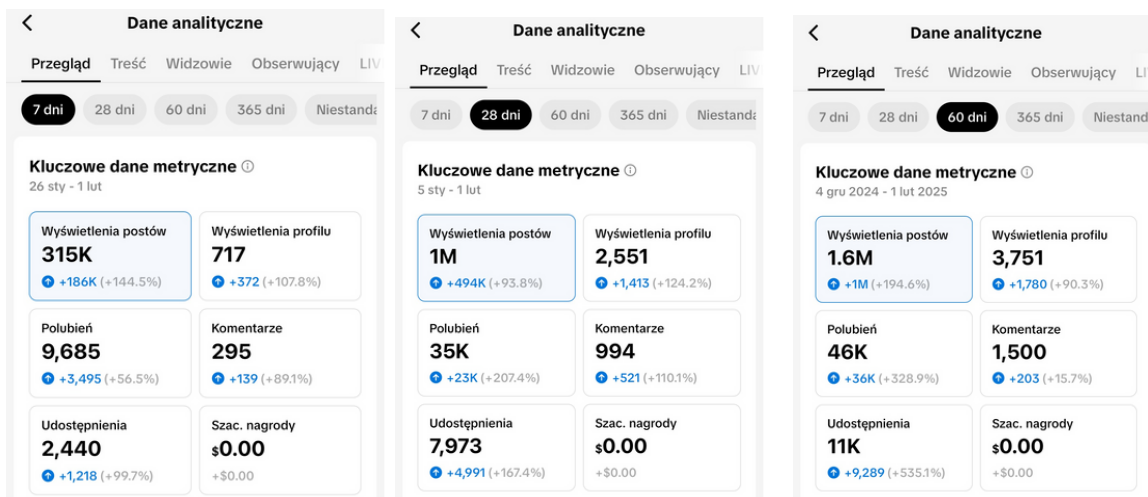 Dane analityczne
Przegląd Treść Widzowie Obserwujący LIV
7 dni 28 dni 60 dni 365 dni Niestanda
Kluczowe dane metryczne
26 sty - 1 lut
Wyświetlenia postów Wyświetlenia profilu
315K 717
+186K (+144.5%) +372 (+107.8%)
Polubień Komentarze
9,685 295
+3,495 (+56.5%) +139 (+89.1%)
Udostępnienia Szac. nagrody
2,440 $0.00
+1,218 (+99.7%) +$0.00
Dane analityczne
Przegląd Treść Widzowie Obserwujący LIV
7 dni 28 dni 60 dni 365 dni Niestanda
Kluczowe dane metryczne
5 sty - 1 lut
Wyświetlenia postów Wyświetlenia profilu
1M 2,551
+494K (+93.8%) +1,413 (+124.2%)
Polubień Komentarze
35K 994
+23K (+207.4%) +521 (+110.1%)
Udostępnienia Szac. nagrody
7,973 $0.00
+4,991 (+167.4%) +$0.00
Dane analityczne
Przegląd Treść Widzowie Obserwujący LI
7 dni 28 dni 60 dni 365 dni Niestand
Kluczowe dane metryczne
4 gru 2024 - 1 lut 2025
Wyświetlenia postów Wyświetlenia profilu
1.6M 3,751
+1M (+194.6%) +1,780 (+90.3%)
Polubień Komentarze
46K 1,500
+36K (+328.9%) +203 (+15.7%)
Udostępnienia Szac. nagrody
11K $0.00
+9,289 (+535.1%) +$0.00